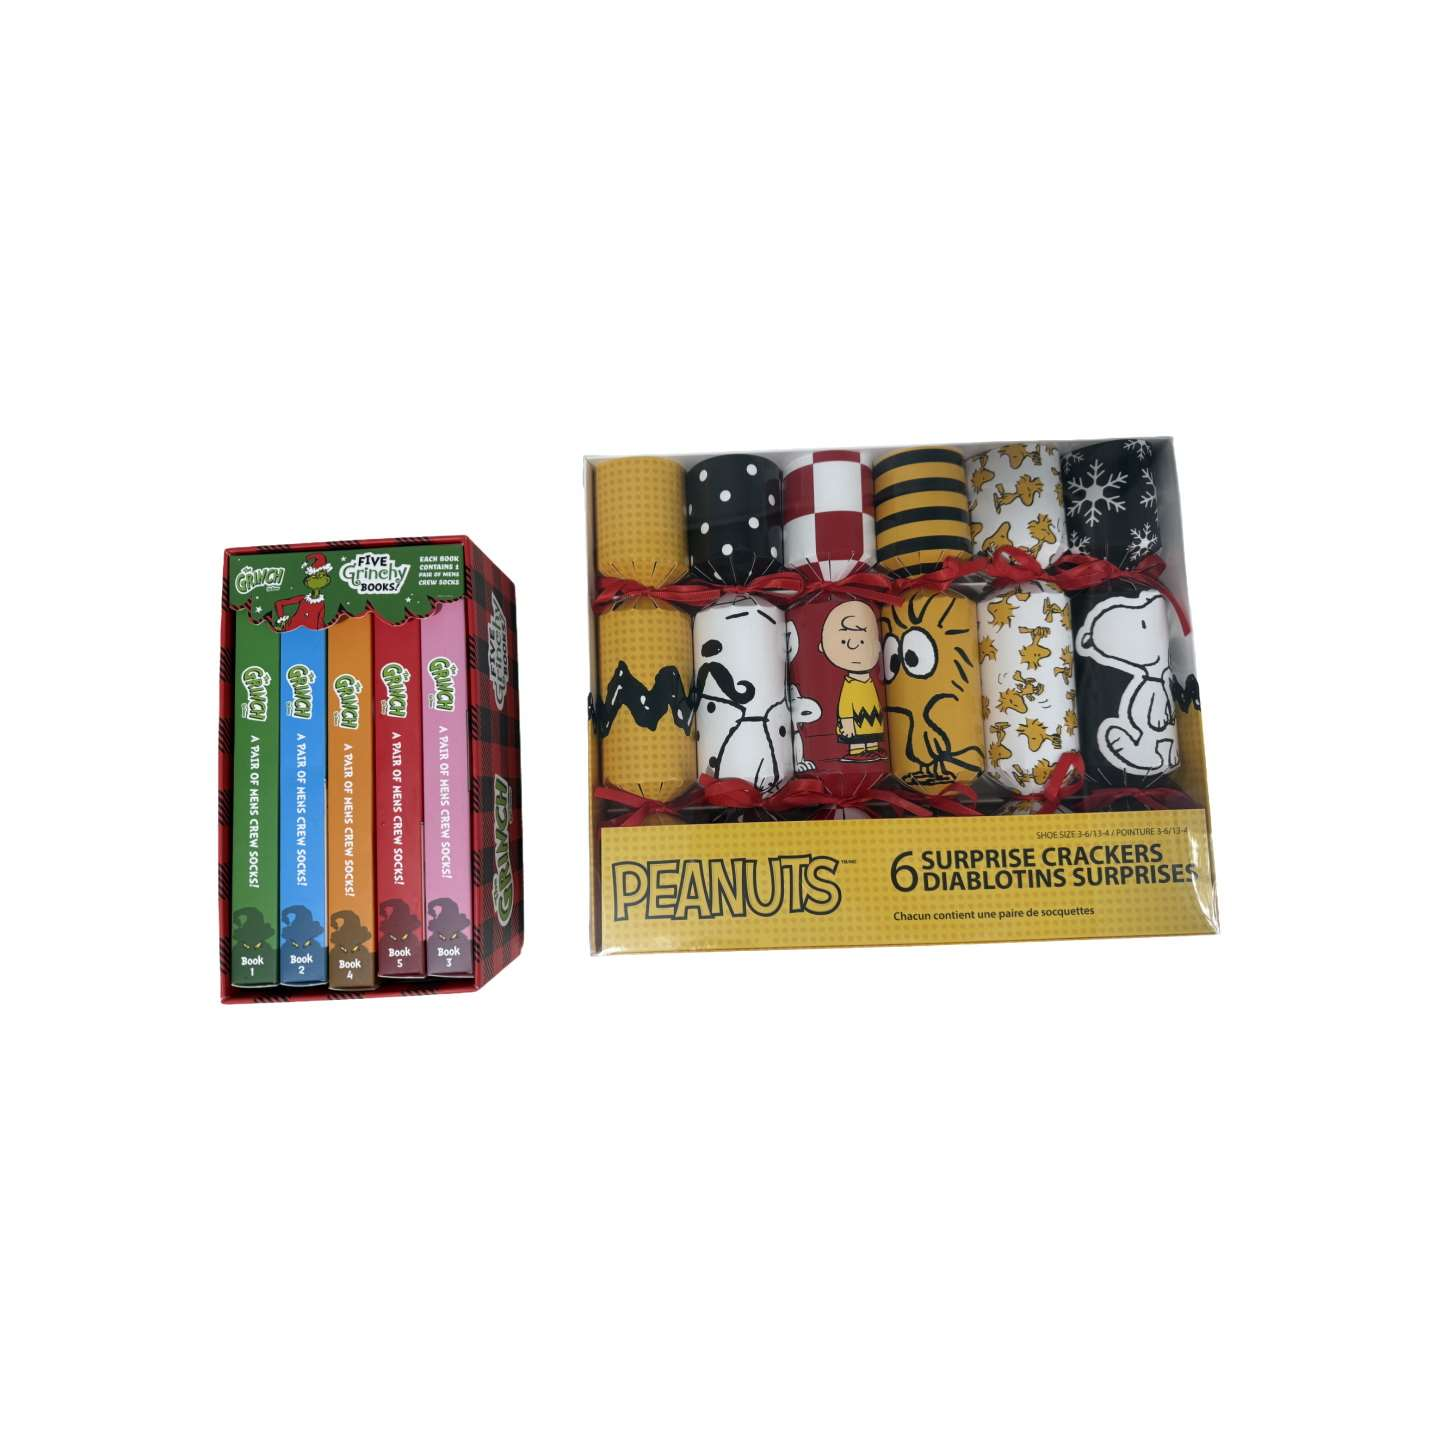 The
GRINCH
FIVE
Grinchy
BOOKS!
EACH BOOK
CONTAINS 1
PAIR OF MENS
CREW SOCKS
The GRINCH
A PAIR OF MENS CREW SOCKS!
Book
1
The GRINCH
A PAIR OF MENS CREW SOCKS!
Book
2
The GRINCH
A PAIR OF MENS CREW SOCKS!
Book
4
The GRINCH
A PAIR OF MENS CREW SOCKS!
Book
5
The GRINCH
A PAIR OF MENS CREW SOCKS!
Book
3
FIVE
Grinchy
BOOKS!
The
GRINCH
SHOE SIZE 3-6/13-4 / POINTURE 3-6/13-4
PEANUTS
6 SURPRISE CRACKERS
DIABLOTINS SURPRISES
Chacun contient une paire de socquettes